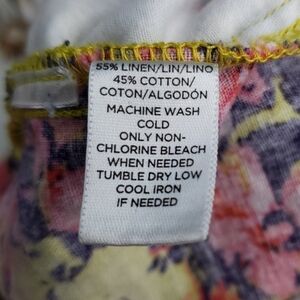 55% LINEN/LIN/LINO
45% COTTON/
COTON/ALGODÓN
MACHINE WASH
COLD
ONLY NON-
CHLORINE BLEACH
WHEN NEEDED
TUMBLE DRY LOW
COOL IRON
IF NEEDED